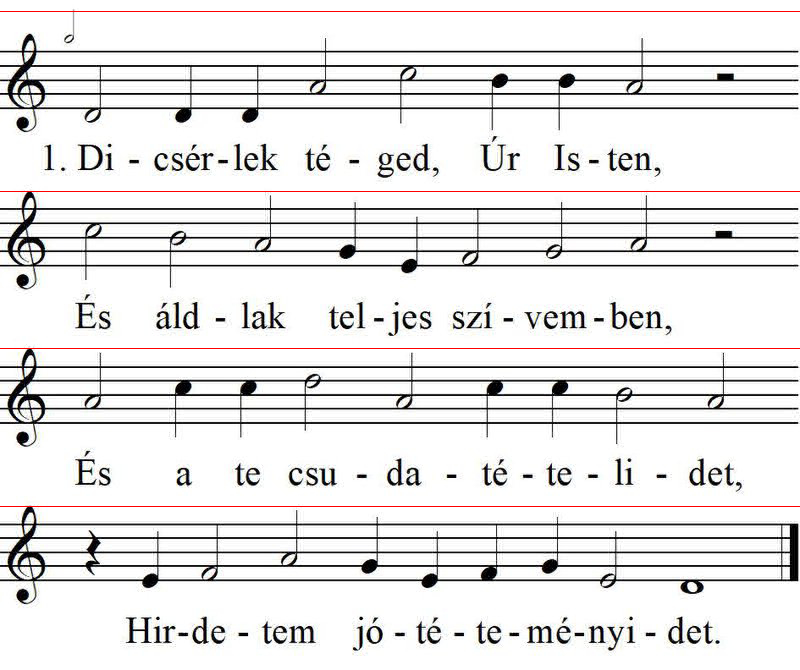 1. Di - csér - lek té - ged, Úr Is - ten,
És áld - lak tel - jes szí - vem - ben,
És a te csu - da - té - te - li - det,
Hir - de - tem jó - té - te - mé - nyi - det.